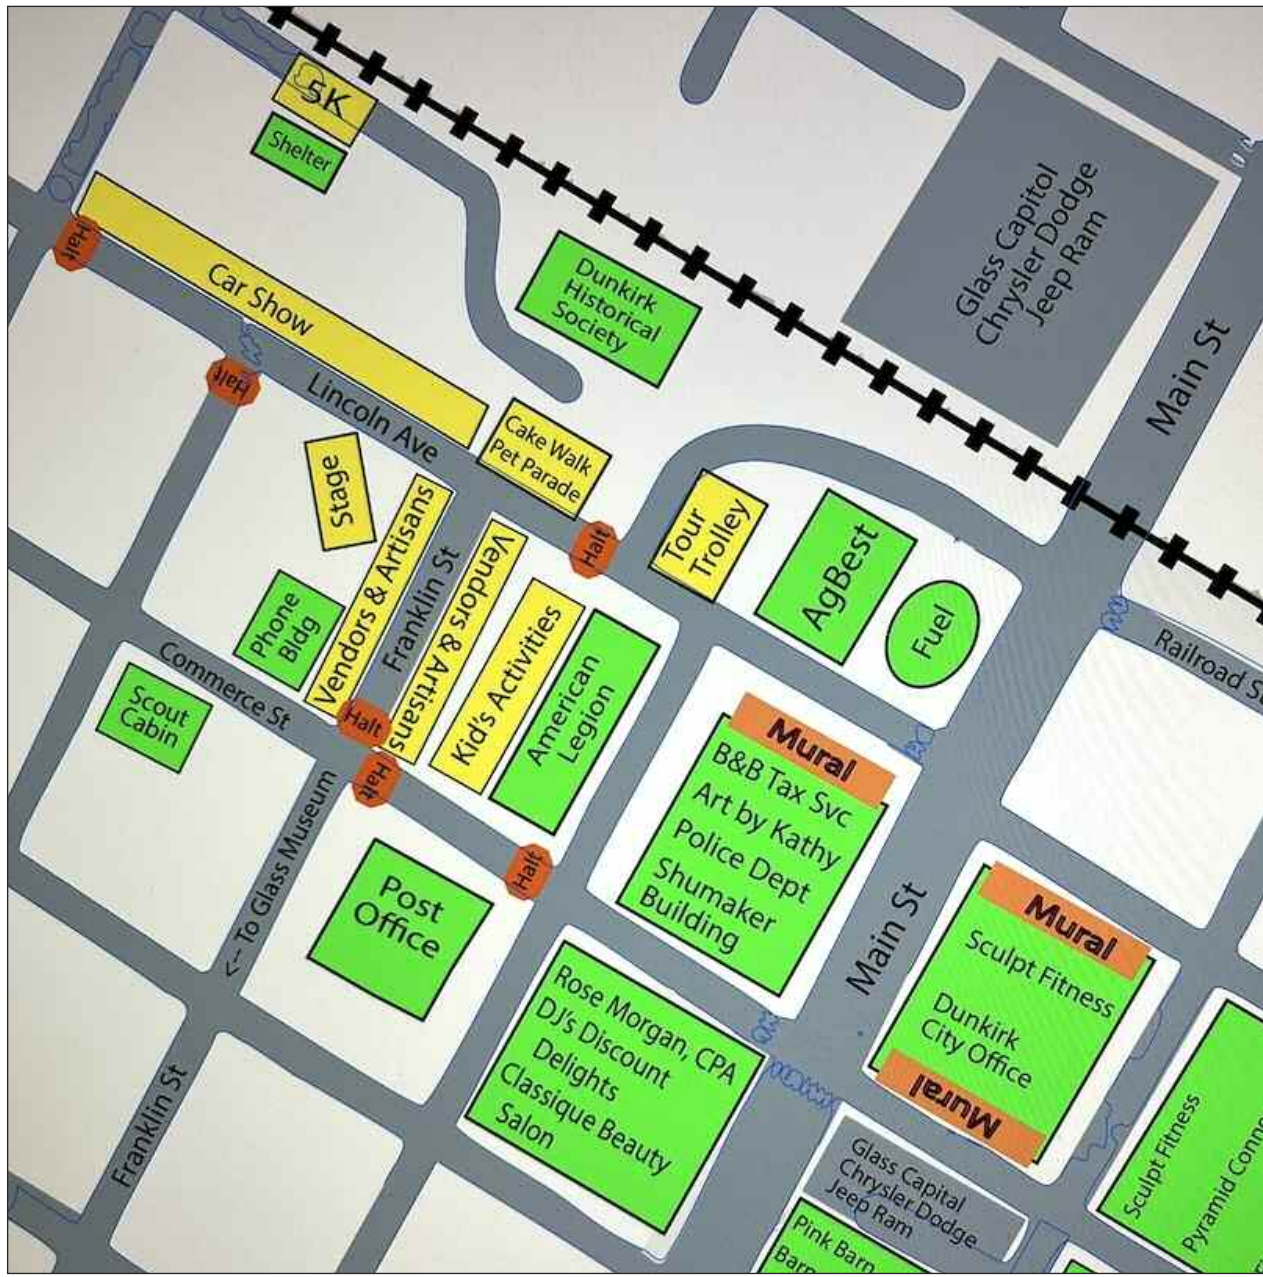 5K
Shelter
Halt
Car Show
Dunkirk
Historical
Society
Glass Capitol
Chrysler Dodge
Jeep Ram
Main St
Halt
Lincoln Ave
Cake Walk
Pet Parade
Stage
Vendors & Artisans
Franklin St
Vendors & Artisans
Halt
Tour
Trolley
AgBest
Fuel
Kid's Activities
American
Legion
Phone
Bldg
Railroad St
Commerce St
Scout
Cabin
Halt
Halt
Halt
<-- To Glass Museum
Post
Office
Mural
B&B Tax Svc
Art by Kathy
Police Dept
Shumaker
Building
Main St
Mural
Sculpt Fitness
Dunkirk
City Office
Mural
Rose Morgan, CPA
DJ's Discount
Delights
Classique Beauty
Salon
Franklin St
Glass Capital
Chrysler Dodge
Jeep Ram
Pink Barn
Sculpt Fitness
Pyramid